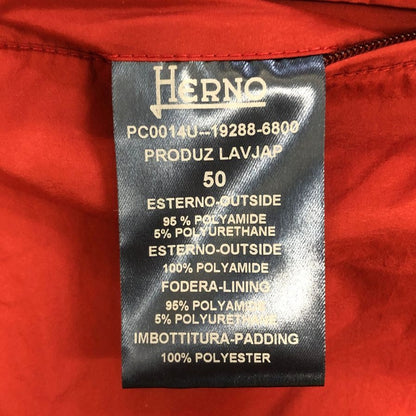 HERNO
PC0014U--19288-6800
PRODUZ LAVJAP
50
ESTERNO-OUTSIDE
95 % POLYAMIDE
5% POLYURETHANE
ESTERNO-OUTSIDE
100% POLYAMIDE
FODERA-LINING
95% POLYAMIDE
5% POLYURETHANE
IMBOTTITURA-PADDING
100% POLYESTER